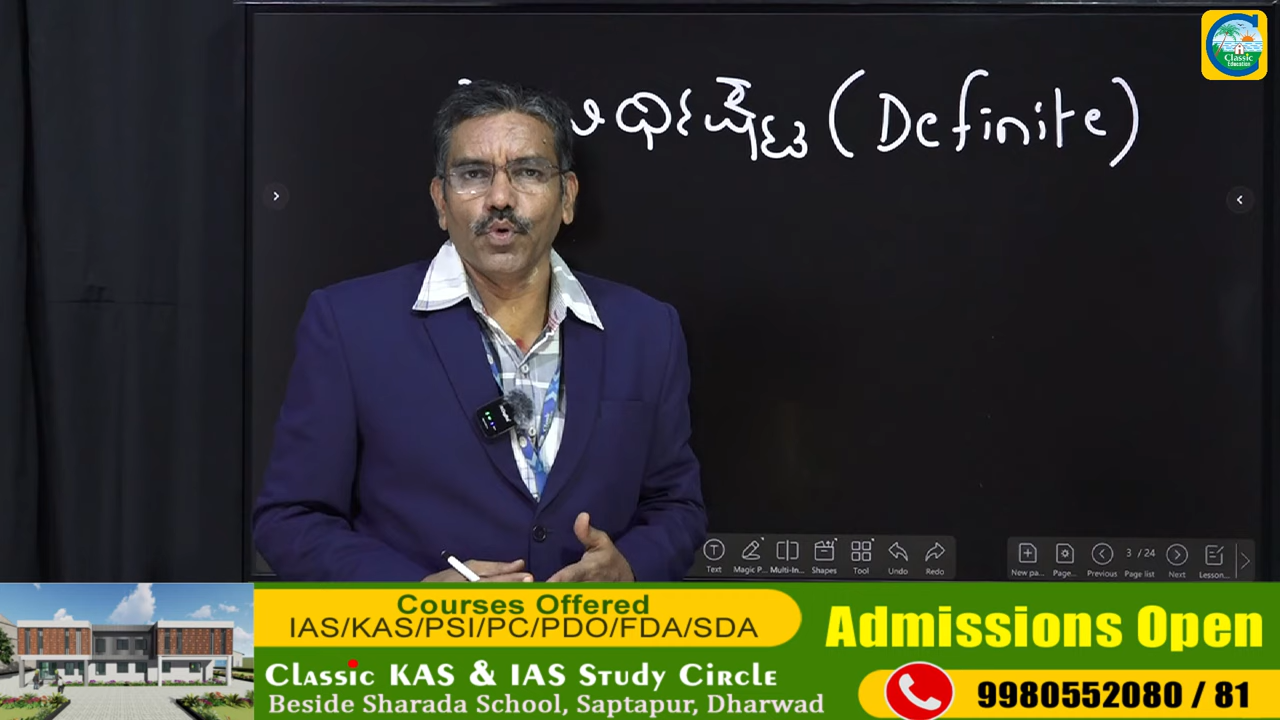 (Definite)
Classic
Education
Text
Magic P...
Multi-In...
Shapes
Tool
Undo
Redo
New pa...
Page...
Previous
3 / 24
Page list
Next
Lesson...
Courses Offered
IAS/KAS/PSI/PC/PDO/FDA/SDA
Classic KAS & IAS Study Circle
Beside Sharada School, Saptapur, Dharwad
Admissions Open
9980552080 / 81